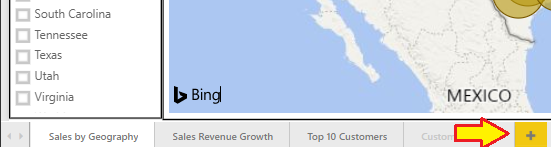 South Carolina
Tennessee
Texas
Utah
Virginia
Bing
MEXICO
Sales by Geography
Sales Revenue Growth
Top 10 Customers